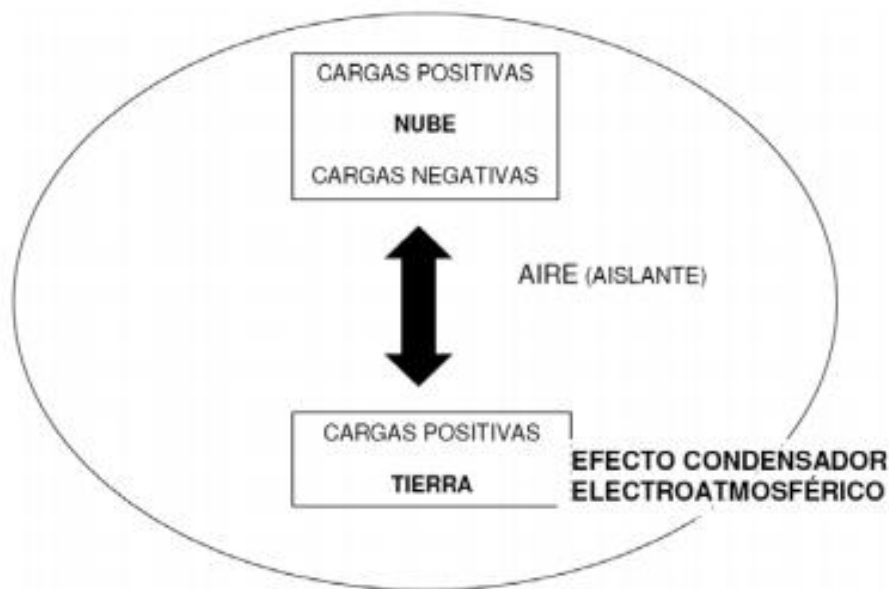 CARGAS POSITIVAS
NUBE
CARGAS NEGATIVAS
AIRE (AISLANTE)
CARGAS POSITIVAS
TIERRA
EFECTO CONDENSADOR
ELECTROATMOSFÉRICO